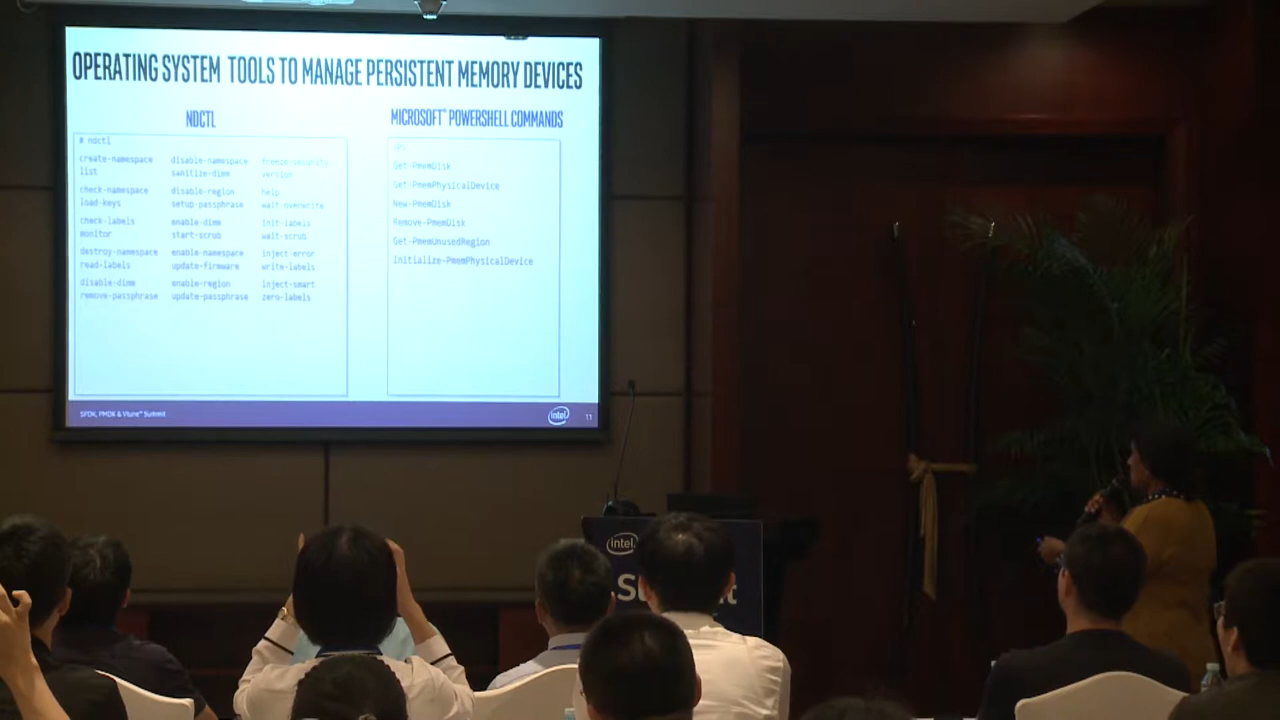 OPERATING SYSTEM TOOLS TO MANAGE PERSISTENT MEMORY DEVICES
NDCTL
# ndctl
create-namespace disable-namespace freeze-security
list sanitize-dimm version
check-namespace disable-region help
load-keys setup-passphrase wait-overwrite
check-labels enable-dimm init-labels
monitor start-scrub wait-scrub
destroy-namespace enable-namespace inject-error
read-labels update-firmware write-labels
disable-dimm enable-region inject-smart
remove-passphrase update-passphrase zero-labels
MICROSOFT® POWERSHELL COMMANDS
Get-PmemDisk
Get-PmemPhysicalDevice
New-PmemDisk
Remove-PmemDisk
Get-PmemUnusedRegion
Initialize-PmemPhysicalDevice
SPDK, PMDK & Vtune™ Summit
intel
11
intel